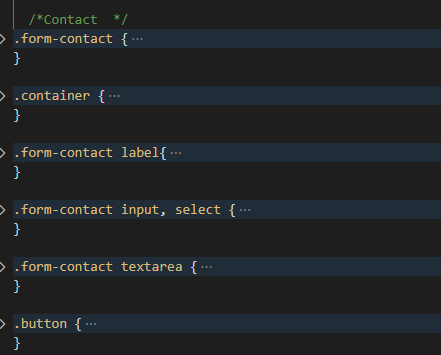 /*Contact  */
.form-contact {···
}
.container {···
}
.form-contact label{···
}
.form-contact input, select {···
}
.form-contact textarea {···
}
.button {···
}